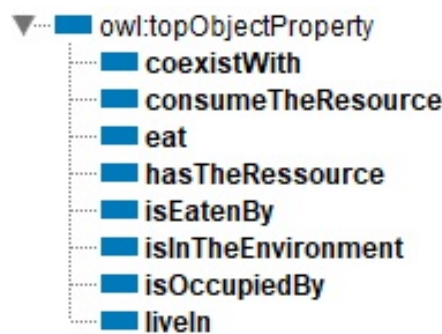 owl:topObjectProperty
coexistWith
consumeTheResource
eat
hasTheRessource
isEatenBy
isInTheEnvironment
isOccupiedBy
liveIn